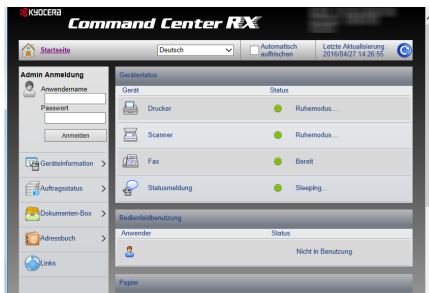 KYOCERA
Command Center RX
Startseite
Deutsch
Automatisch
auffrischen
Letzte Aktualisierung :
2016/04/27 14:26:55
Admin Anmeldung
Anwendername
Passwort
Anmelden
Geräteinformation
Auftragsstatus
Dokumenten-Box
Adressbuch
Links
Gerätestatus
Gerät Status
Drucker Ruhemodus...
Scanner Ruhemodus...
Fax Bereit
Statusmeldung Sleeping...
Bedienfeldbenutzung
Anwender Status
Nicht in Benutzung.
Papier